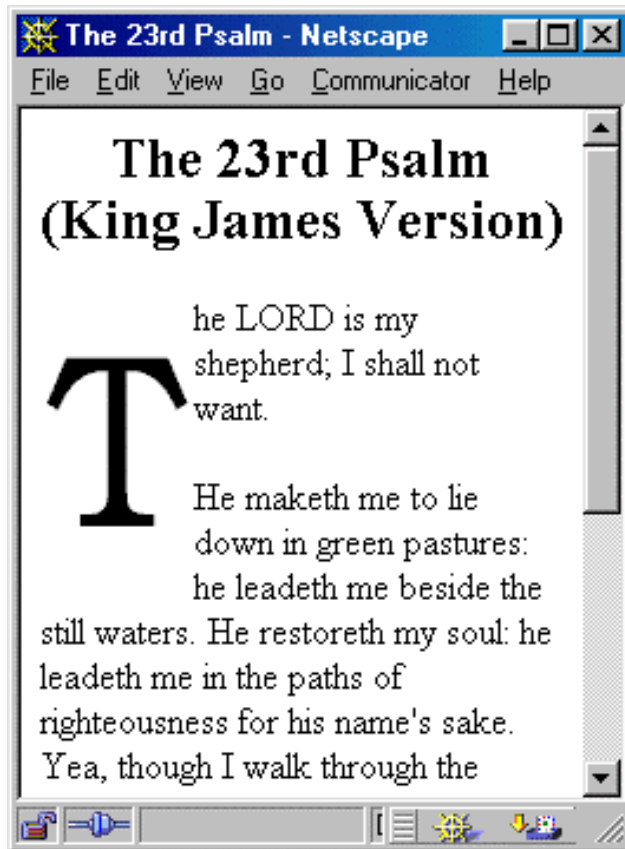 The 23rd Psalm - Netscape
File Edit View Go Communicator Help
The 23rd Psalm
(King James Version)
The LORD is my
shepherd; I shall not
want.
He maketh me to lie
down in green pastures:
he leadeth me beside the
still waters. He restoreth my soul: he
leadeth me in the paths of
righteousness for his name's sake.
Yea, though I walk through the